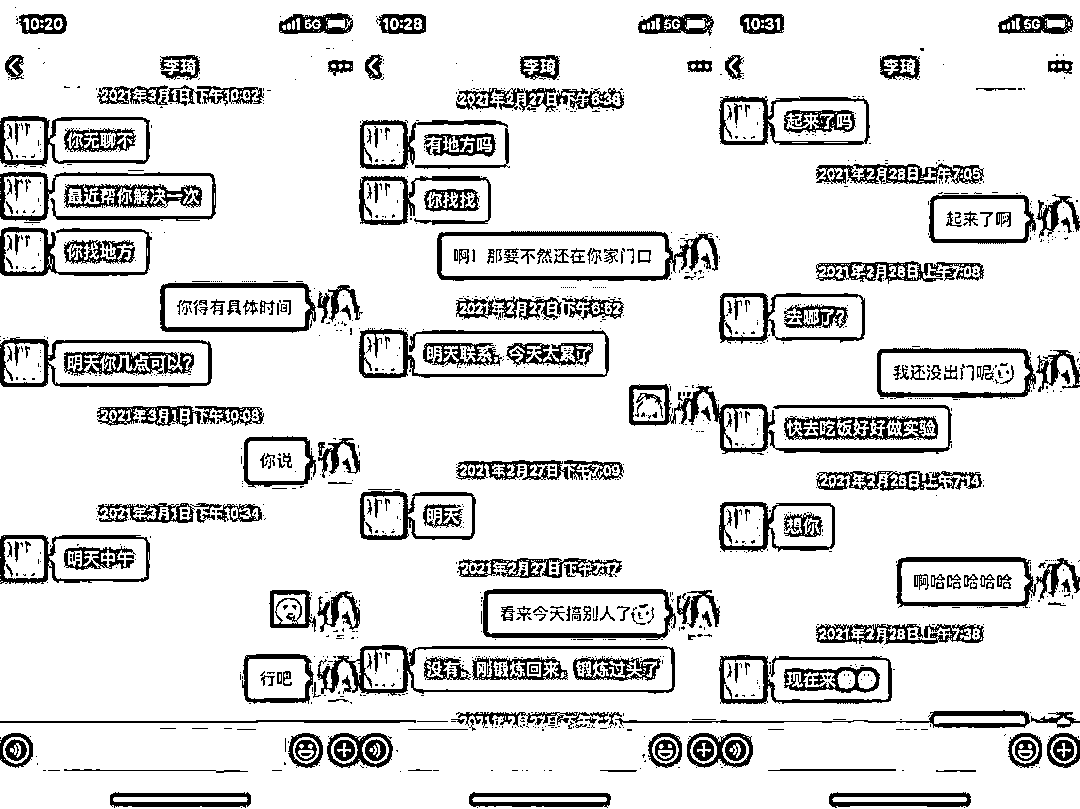 10:20
5G
李琦
2021年3月1日 下午10:02
你无聊不
最近帮你解决一次
你找地方
你得有具体时间
明天你几点可以？
2021年3月1日 下午10:03
你说
2021年3月1日 下午10:34
明天中午
行吧
10:28
5G
李琦
2021年2月27日 下午6:36
有地方吗
你找找
啊！那要不然还在你家门口
2021年2月27日 下午6:52
明天联系，今天太累了
2021年2月27日 下午7:09
明天
2021年2月27日 下午7:17
看来今天搞别人了
没有、刚锻炼回来，锻炼过头了
10:31
5G
李琦
起来了吗
2021年2月28日 上午7:05
起来了啊
2021年2月28日 上午7:08
去哪了？
我还没出门呢
快去吃饭好好做实验
2021年2月28日 上午7:14
想你
啊哈哈哈哈哈
2021年2月28日 上午7:38
现在来